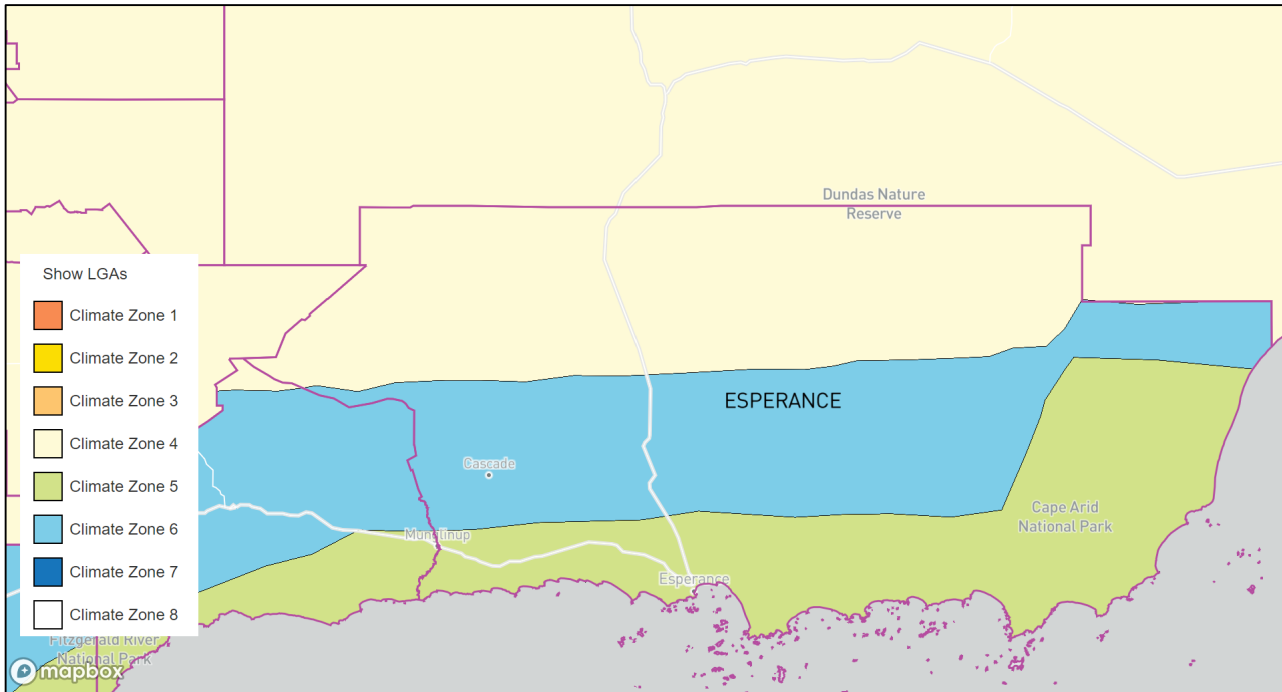 Dundas Nature
Reserve
Show LGAs
Climate Zone 1
Climate Zone 2
Climate Zone 3
Climate Zone 4
Climate Zone 5
Climate Zone 6
Climate Zone 7
Climate Zone 8
ESPERANCE
Cascade
Munglinup
Cape Arid
National Park
Esperance
Fitzgerald River
National Park
mapbox